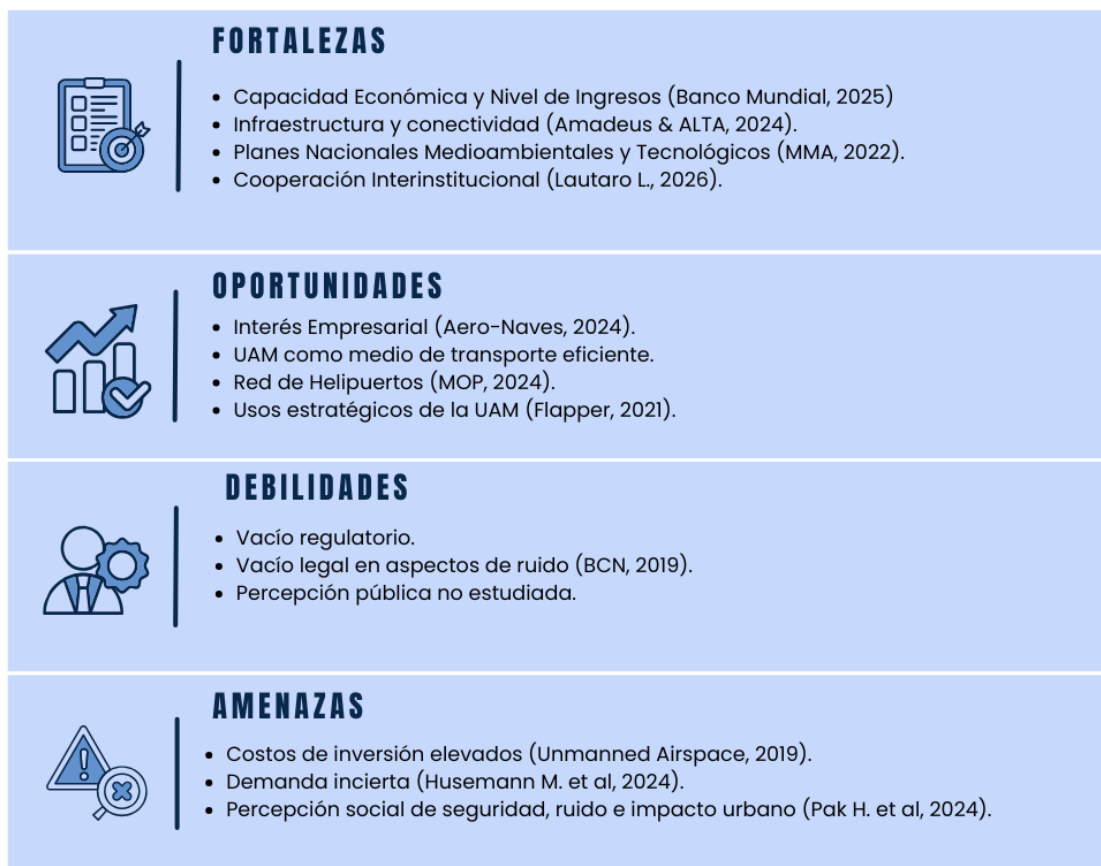 FORTALEZAS
• Capacidad Económica y Nivel de Ingresos (Banco Mundial, 2025)
• Infraestructura y conectividad (Amadeus & ALTA, 2024).
• Planes Nacionales Medioambientales y Tecnológicos (MMA, 2022).
• Cooperación Interinstitucional (Lautaro L., 2026).
OPORTUNIDADES
• Interés Empresarial (Aero-Naves, 2024).
• UAM como medio de transporte eficiente.
• Red de Helipuertos (MOP, 2024).
• Usos estratégicos de la UAM (Flapper, 2021).
DEBILIDADES
• Vacío regulatorio.
• Vacío legal en aspectos de ruido (BCN, 2019).
• Percepción pública no estudiada.
AMENAZAS
• Costos de inversión elevados (Unmanned Airspace, 2019).
• Demanda incierta (Husemann M. et al, 2024).
• Percepción social de seguridad, ruido e impacto urbano (Pak H. et al, 2024).